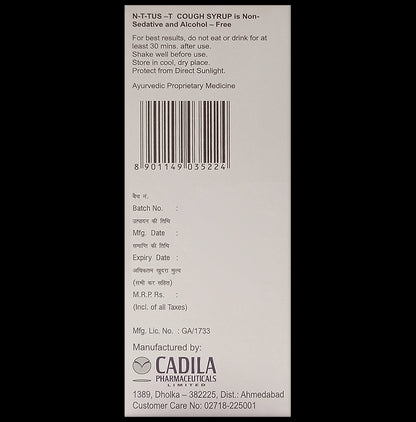 N-T-TUS –T COUGH SYRUP is Non-
Sedative and Alcohol – Free
For best results, do not eat or drink for at
least 30 mins. after use.
Shake well before use.
Store in cool, dry place.
Protect from Direct Sunlight.
Ayurvedic Proprietary Medicine
8 901149 035224
बैच नं.
Batch No. :
उत्पादन की तिथि
Mfg. Date :
समाप्ति की तिथि
Expiry Date :
अधिकतम खुदरा मुल्य
(सभी कर सहित)
M.R.P. Rs. :
(Incl. of all Taxes)
Mfg. Lic. No. : GA/1733
Manufactured by:
CADILA
PHARMACEUTICALS
LIMITED
1389, Dholka – 382225, Dist.: Ahmedabad
Customer Care No: 02718-225001